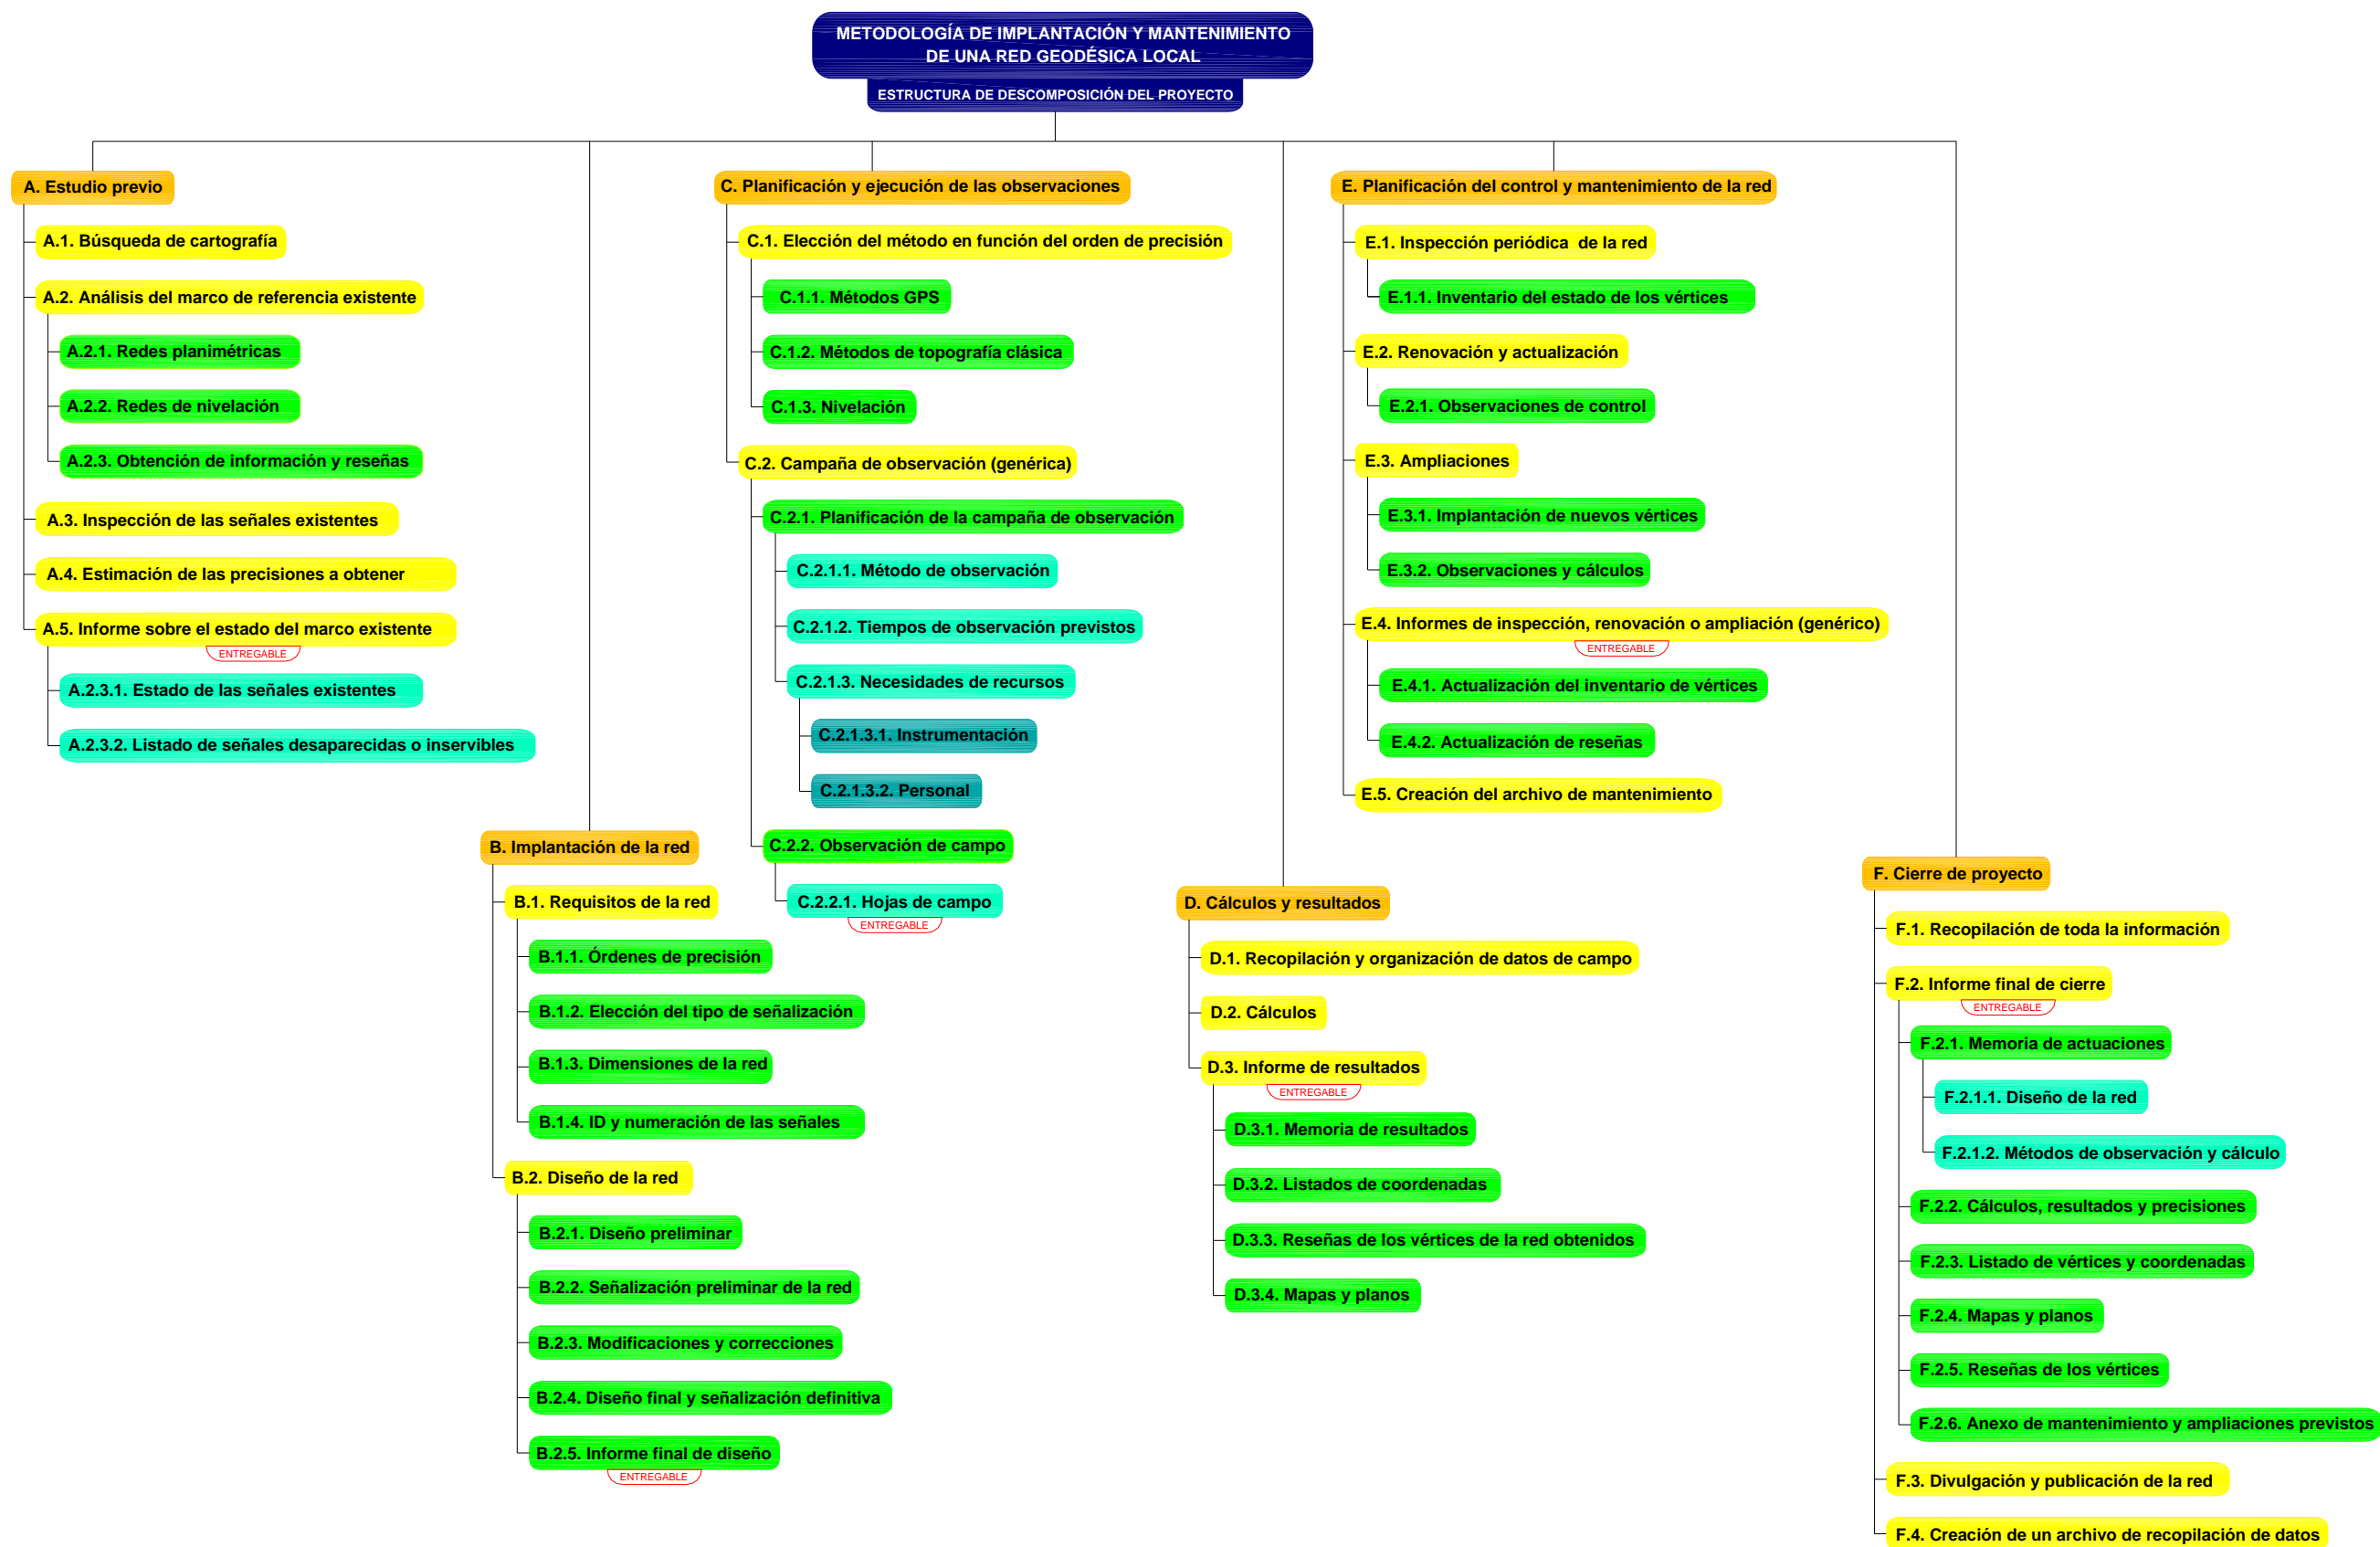 METODOLOGÍA DE IMPLANTACIÓN Y MANTENIMIENTO
DE UNA RED GEODÉSICA LOCAL
ESTRUCTURA DE DESCOMPOSICIÓN DEL PROYECTO
A. Estudio previo
A.1. Búsqueda de cartografía
A.2. Análisis del marco de referencia existente
A.2.1. Redes planimétricas
A.2.2. Redes de nivelación
A.2.3. Obtención de información y reseñas
A.3. Inspección de las señales existentes
A.4. Estimación de las precisiones a obtener
A.5. Informe sobre el estado del marco existente
ENTREGABLE
A.2.3.1. Estado de las señales existentes
A.2.3.2. Listado de señales desaparecidas o inservibles
B. Implantación de la red
B.1. Requisitos de la red
B.1.1. Órdenes de precisión
B.1.2. Elección del tipo de señalización
B.1.3. Dimensiones de la red
B.1.4. ID y numeración de las señales
B.2. Diseño de la red
B.2.1. Diseño preliminar
B.2.2. Señalización preliminar de la red
B.2.3. Modificaciones y correcciones
B.2.4. Diseño final y señalización definitiva
B.2.5. Informe final de diseño
ENTREGABLE
C. Planificación y ejecución de las observaciones
C.1. Elección del método en función del orden de precisión
C.1.1. Métodos GPS
C.1.2. Métodos de topografía clásica
C.1.3. Nivelación
C.2. Campaña de observación (genérica)
C.2.1. Planificación de la campaña de observación
C.2.1.1. Método de observación
C.2.1.2. Tiempos de observación previstos
C.2.1.3. Necesidades de recursos
C.2.1.3.1. Instrumentación
C.2.1.3.2. Personal
C.2.2. Observación de campo
C.2.2.1. Hojas de campo
ENTREGABLE
D. Cálculos y resultados
D.1. Recopilación y organización de datos de campo
D.2. Cálculos
D.3. Informe de resultados
ENTREGABLE
D.3.1. Memoria de resultados
D.3.2. Listados de coordenadas
D.3.3. Reseñas de los vértices de la red obtenidos
D.3.4. Mapas y planos
E. Planificación del control y mantenimiento de la red
E.1. Inspección periódica de la red
E.1.1. Inventario del estado de los vértices
E.2. Renovación y actualización
E.2.1. Observaciones de control
E.3. Ampliaciones
E.3.1. Implantación de nuevos vértices
E.3.2. Observaciones y cálculos
E.4. Informes de inspección, renovación o ampliación (genérico)
ENTREGABLE
E.4.1. Actualización del inventario de vértices
E.4.2. Actualización de reseñas
E.5. Creación del archivo de mantenimiento
F. Cierre de proyecto
F.1. Recopilación de toda la información
F.2. Informe final de cierre
ENTREGABLE
F.2.1. Memoria de actuaciones
F.2.1.1. Diseño de la red
F.2.1.2. Métodos de observación y cálculo
F.2.2. Cálculos, resultados y precisiones
F.2.3. Listado de vértices y coordenadas
F.2.4. Mapas y planos
F.2.5. Reseñas de los vértices
F.2.6. Anexo de mantenimiento y ampliaciones previstos
F.3. Divulgación y publicación de la red
F.4. Creación de un archivo de recopilación de datos